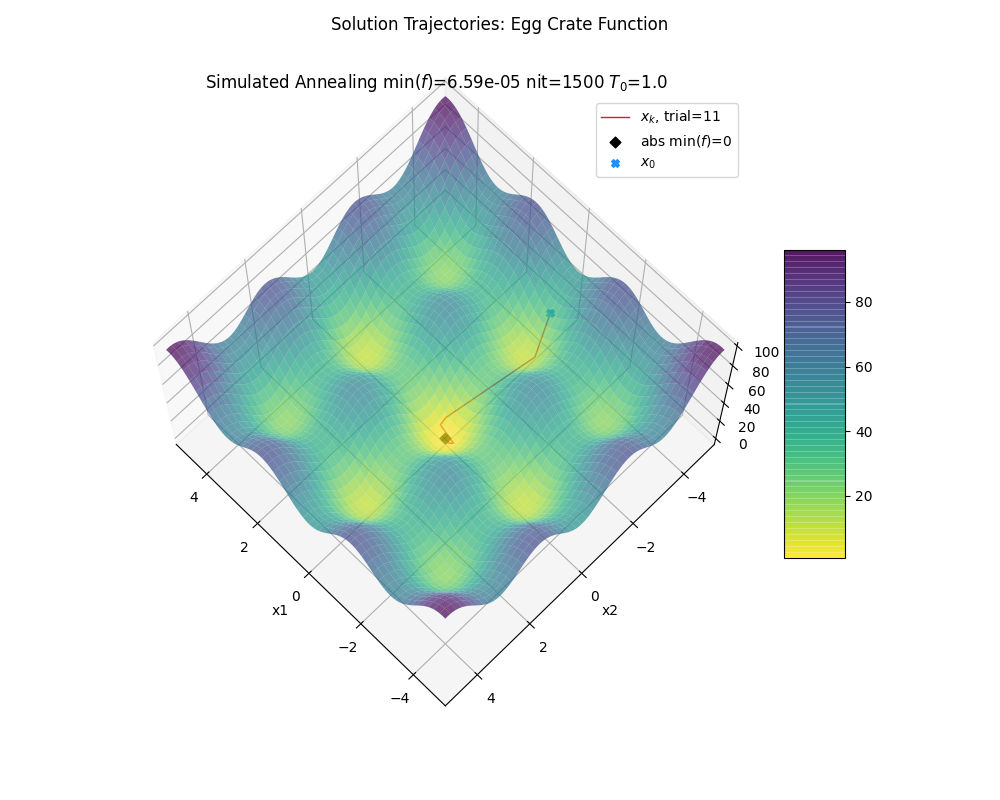 Solution Trajectories: Egg Crate Function
Simulated Annealing min(f)=6.59e-05 nit=1500 T₀=1.0
xₖ, trial=11
abs min(f)=0
x₀
100
80
60
40
20
0
80
60
40
20
4
2
0
−2
−4
x1
−4
−2
0
2
4
x2